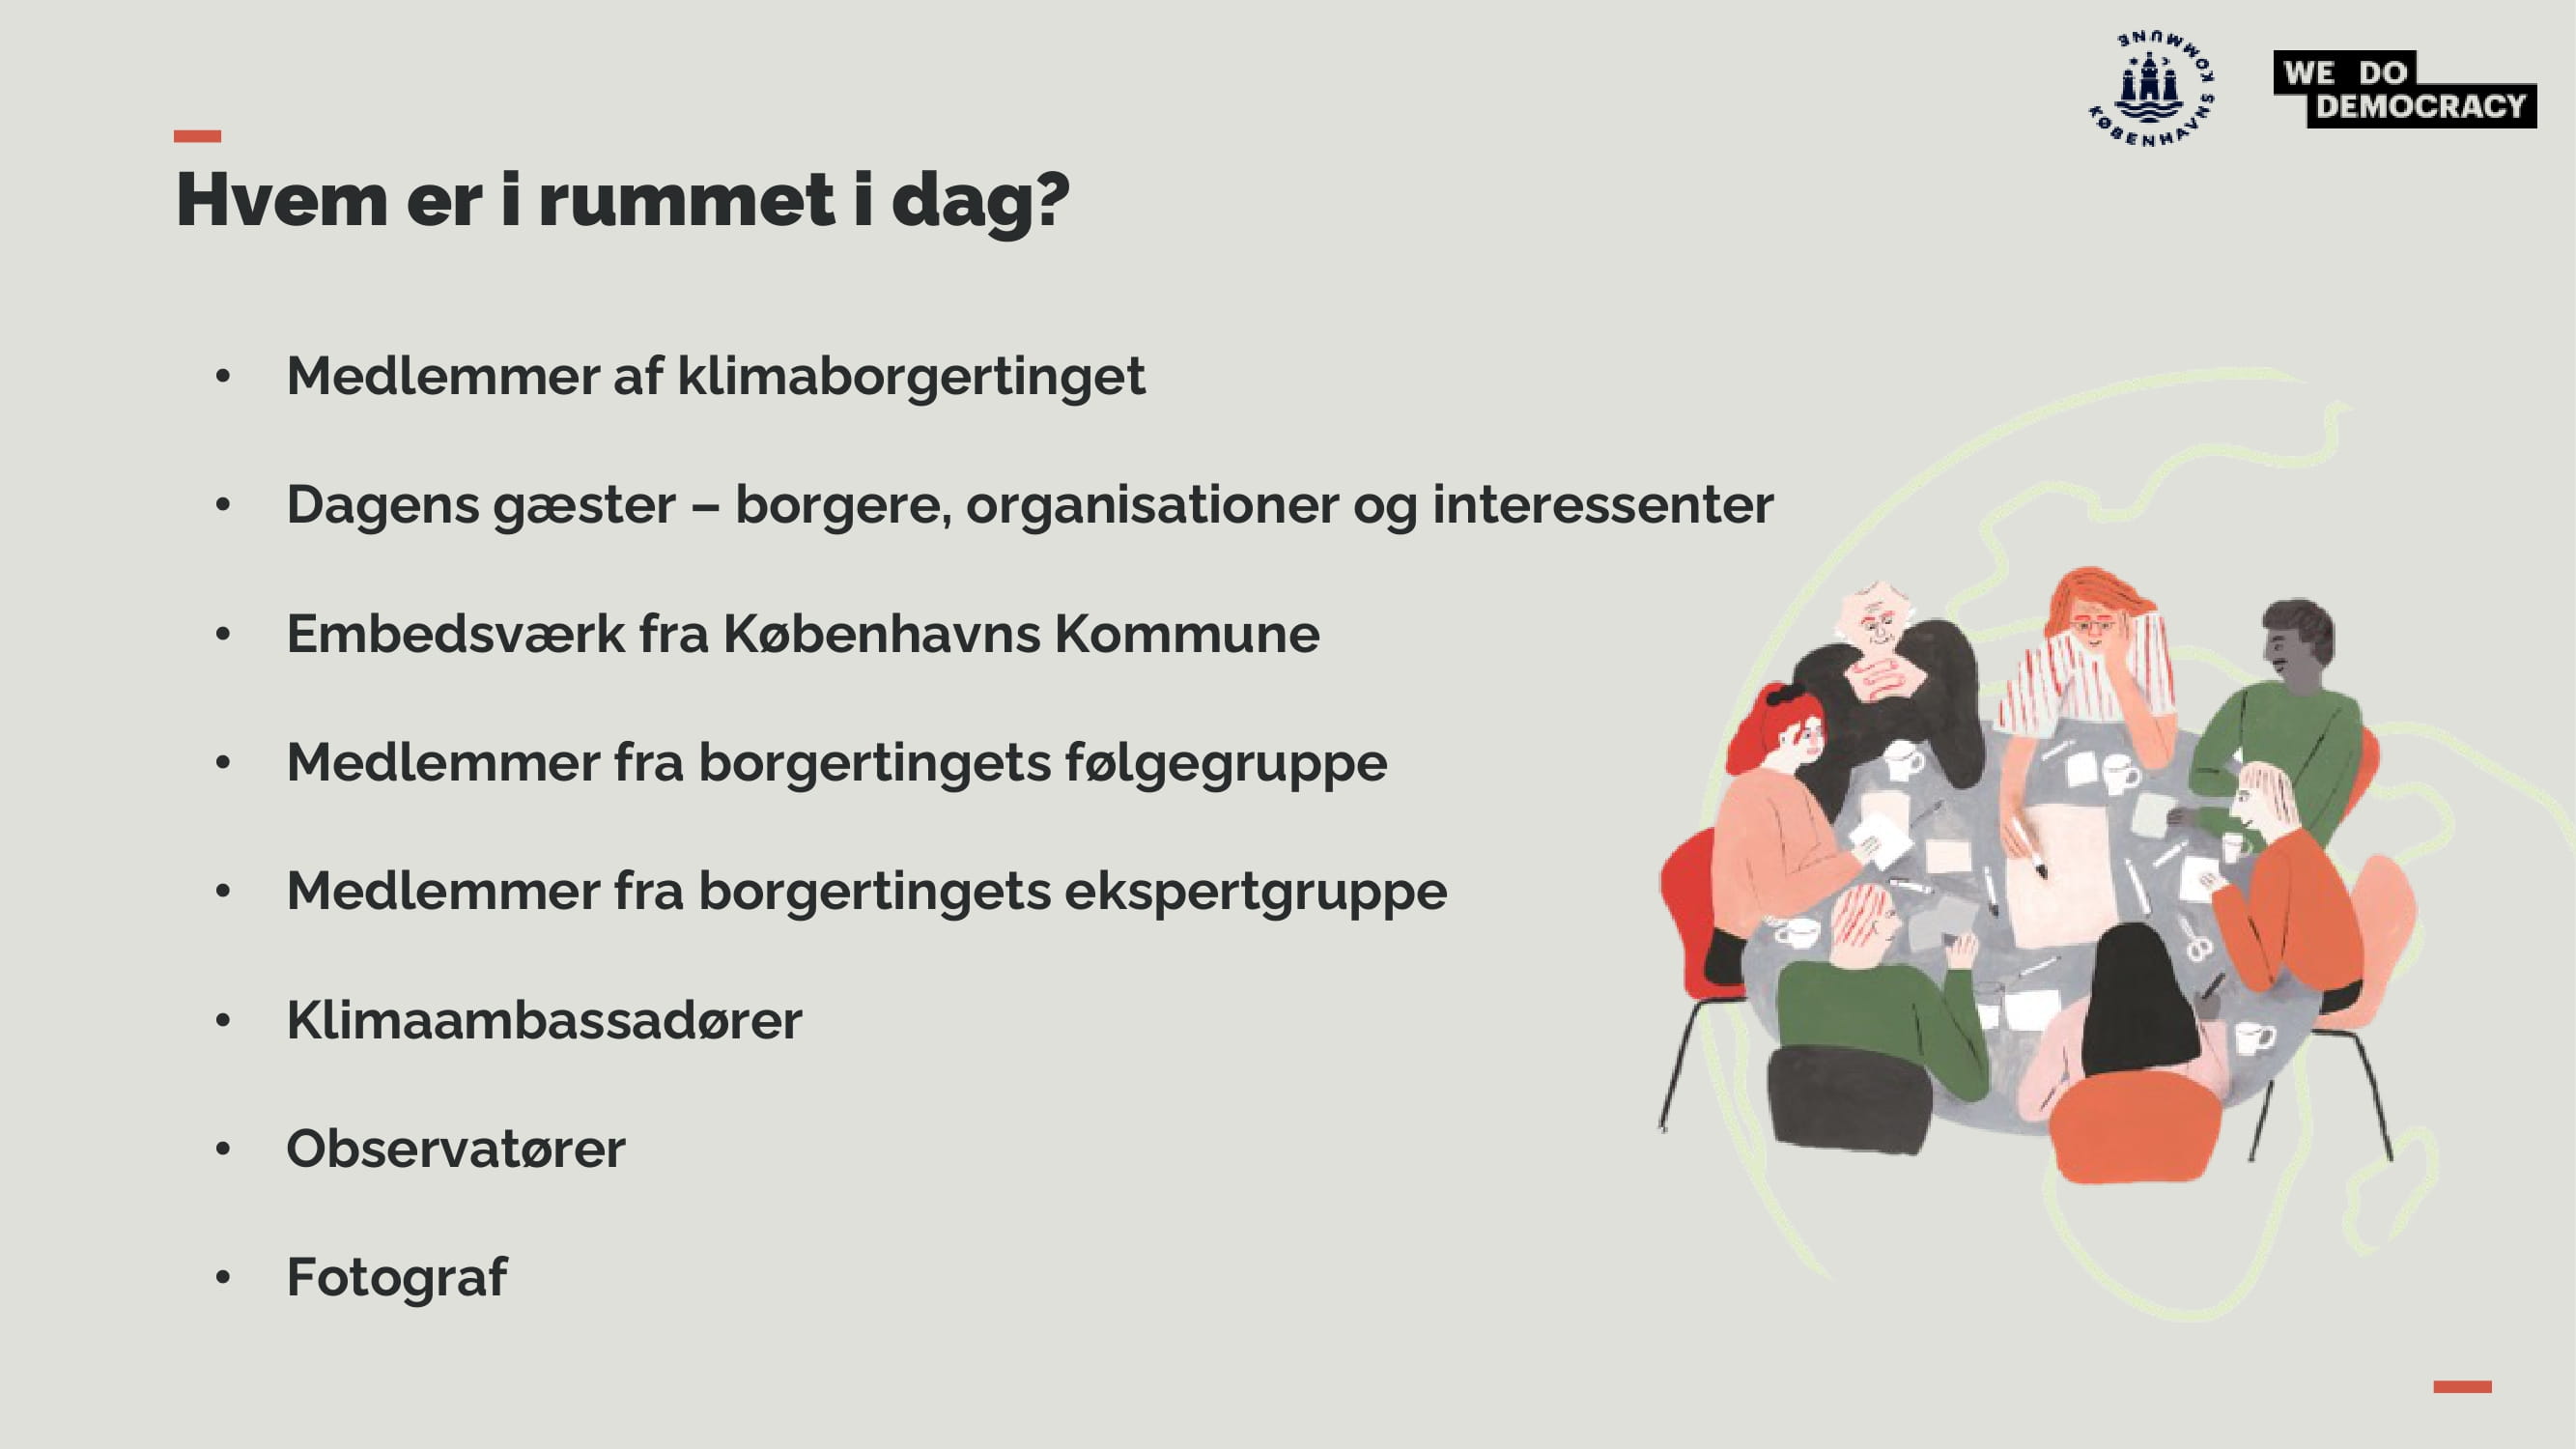 KØBENHAVNS KOMMUNE
WE DO
DEMOCRACY
Hvem er i rummet i dag?
• Medlemmer af klimaborgertinget
• Dagens gæster – borgere, organisationer og interessenter
• Embedsværk fra Københavns Kommune
• Medlemmer fra borgertingets følgegruppe
• Medlemmer fra borgertingets ekspertgruppe
• Klimaambassadører
• Observatører
• Fotograf